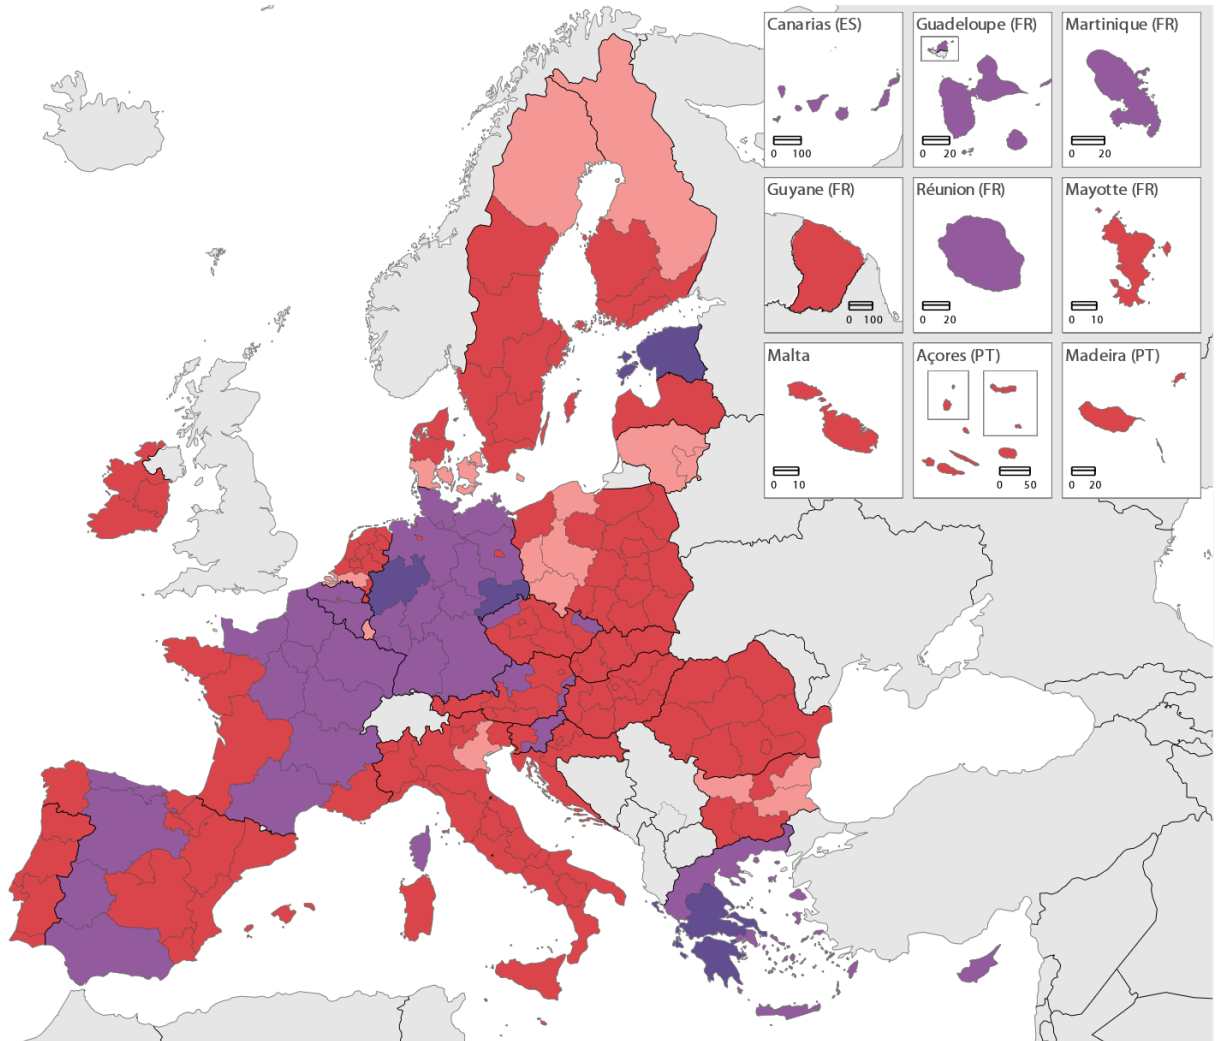 Canarias (ES)
0 100
Guadeloupe (FR)
0 20
Martinique (FR)
0 20
Guyane (FR)
0 100
Réunion (FR)
0 20
Mayotte (FR)
0 10
Malta
0 10
Açores (PT)
0 50
Madeira (PT)
0 20